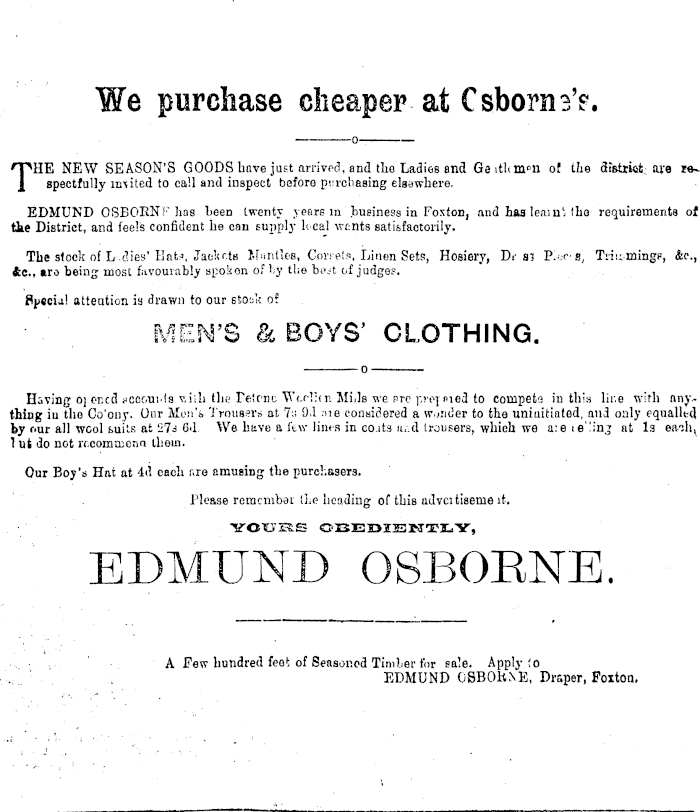 We purchase cheaper at Osborne's.
o
THE NEW SEASON'S GOODS have just arrived, and the Ladies and Gentlemen of the district are re-
spectfully invited to call and inspect before purchasing elsewhere.
EDMUND OSBORNE has been twenty years in business in Foxton, and has learnt the requirements of
the District, and feels confident he can supply local wants satisfactorily.
The stock of Ladies' Hats, Jackets Mantles, Corsets, Linen Sets, Hosiery, Dress Pieces, Trimmings, &c.,
&c., are being most favourably spoken of by the best of judges.
Special attention is drawn to our stock of
MEN'S & BOYS' CLOTHING.
o
Having opened accounts with the Petone Woollen Mills we are prepared to compete in this line with any-
thing in the Colony. Our Men's Trousers at 7s 9d are considered a wonder to the uninitiated, and only equalled
by our all wool suits at 27s 6d. We have a few lines in coats and trousers, which we are selling at 1s each,
but do not recommend them.
Our Boy's Hat at 4d each are amusing the purchasers.
Please remember the heading of this advertisement.
YOURS OBEDIENTLY,
EDMUND OSBORNE.
A Few hundred feet of Seasoned Timber for sale. Apply to
EDMUND OSBORNE, Draper, Foxton.